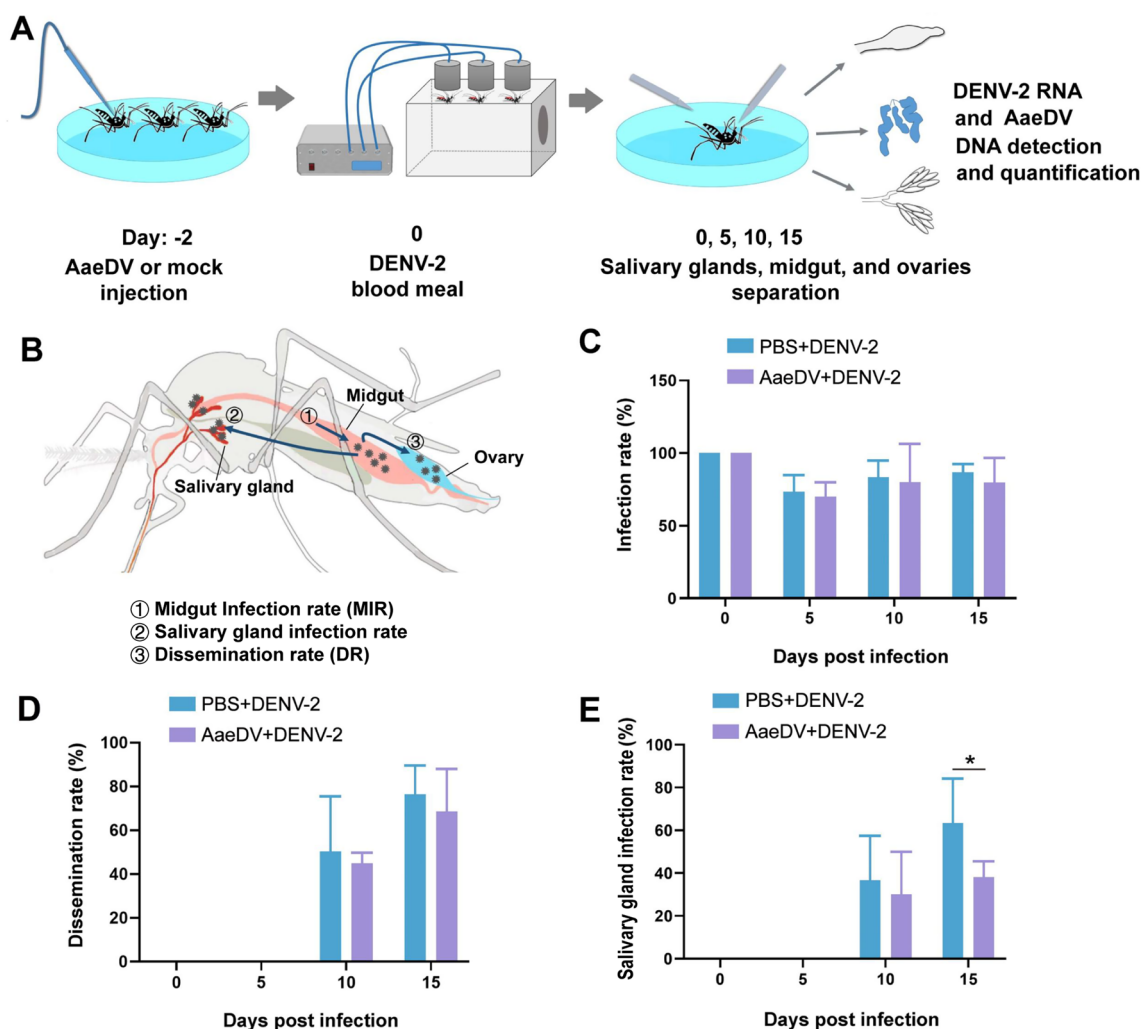 A
DENV-2 RNA
and AaeDV
DNA detection
and quantification
Day: -2
AaeDV or mock
injection
0
DENV-2
blood meal
0, 5, 10, 15
Salivary glands, midgut, and ovaries
separation
B
Midgut
①
②
③
Ovary
Salivary gland
① Midgut Infection rate (MIR)
② Salivary gland infection rate
③ Dissemination rate (DR)
C
PBS+DENV-2
AaeDV+DENV-2
Infection rate (%)
150
100
50
0
0 5 10 15
Days post infection
D
PBS+DENV-2
AaeDV+DENV-2
Dissemination rate (%)
100
80
60
40
20
0
0 5 10 15
Days post infection
E
PBS+DENV-2
AaeDV+DENV-2
Salivary gland infection rate (%)
100
80
60
40
20
0
*
0 5 10 15
Days post infection